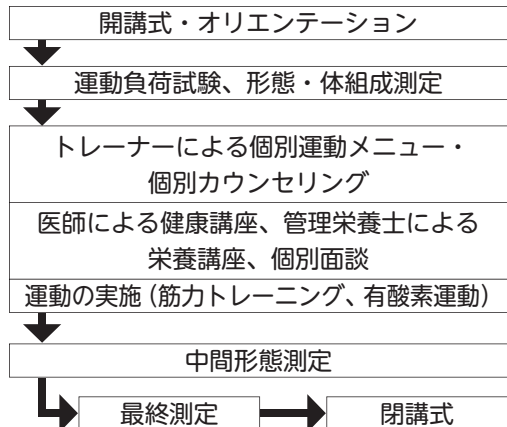 開講式・オリエンテーション
運動負荷試験、形態・体組成測定
トレーナーによる個別運動メニュー・
個別カウンセリング
医師による健康講座、管理栄養士による
栄養講座、個別面談
運動の実施（筋力トレーニング、有酸素運動）
中間形態測定
最終測定
閉講式